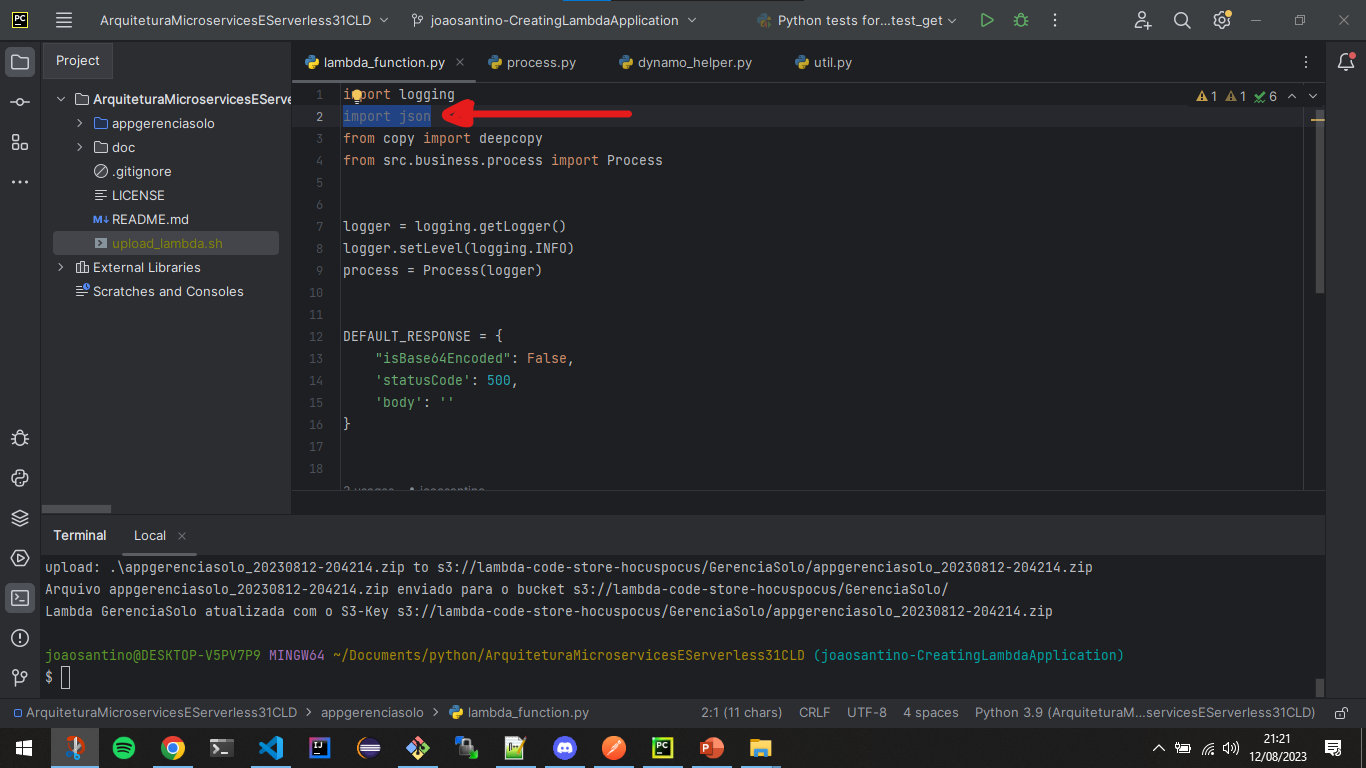 PC ArquiteturaMicroservicesEServerless31CLD joaosantino-CreatingLambdaApplication Python tests for...test_get
Project
ArquiteturaMicroservicesEServe
appgerenciasolo
doc
.gitignore
LICENSE
M↓ README.md
upload_lambda.sh
External Libraries
Scratches and Consoles
lambda_function.py process.py dynamo_helper.py util.py
1 import logging
1 1 6
2 import json
3 from copy import deepcopy
4 from src.business.process import Process
5
6
7 logger = logging.getLogger()
8 logger.setLevel(logging.INFO)
9 process = Process(logger)
10
11
12 DEFAULT_RESPONSE = {
13 "isBase64Encoded": False,
14 'statusCode': 500,
15 'body': ''
16 }
17
18
Terminal Local
upload: .\appgerenciasolo_20230812-204214.zip to s3://lambda-code-store-hocuspocus/GerenciaSolo/appgerenciasolo_20230812-204214.zip
Arquivo appgerenciasolo_20230812-204214.zip enviado para o bucket s3://lambda-code-store-hocuspocus/GerenciaSolo/
Lambda GerenciaSolo atualizada com o S3-Key s3://lambda-code-store-hocuspocus/GerenciaSolo/appgerenciasolo_20230812-204214.zip
joaosantino@DESKTOP-V5PV7P9 MINGW64 ~/Documents/python/ArquiteturaMicroservicesEServerless31CLD (joaosantino-CreatingLambdaApplication)
$
ArquiteturaMicroservicesEServerless31CLD > appgerenciasolo > lambda_function.py 2:1 (11 chars) CRLF UTF-8 4 spaces Python 3.9 (ArquiteturaM...servicesEServerless31CLD)
21:21
12/08/2023